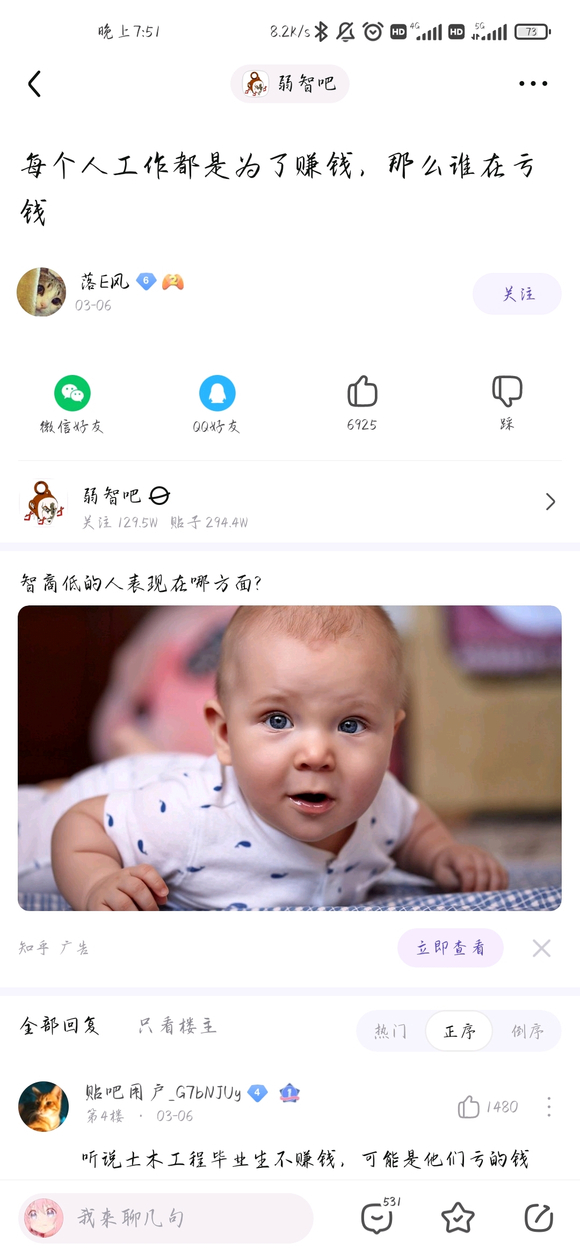 晚上7:51 8.2K/s HD 4G HD 5G 73
弱智吧
每个人工作都是为了赚钱，那么谁在亏
钱
落E风 6 2
03-06
关注
微信好友 QQ好友 6925 踩
弱智吧
关注 129.5W 贴子 294.4W
智商低的人表现在哪方面?
知乎 广告 立即查看
全部回复 只看楼主 热门 正序 倒序
贴吧用户_G7bNJUy 4 1
第4楼 · 03-06 1480
听说土木工程毕业生不赚钱，可能是他们亏的钱
我来聊几句 531